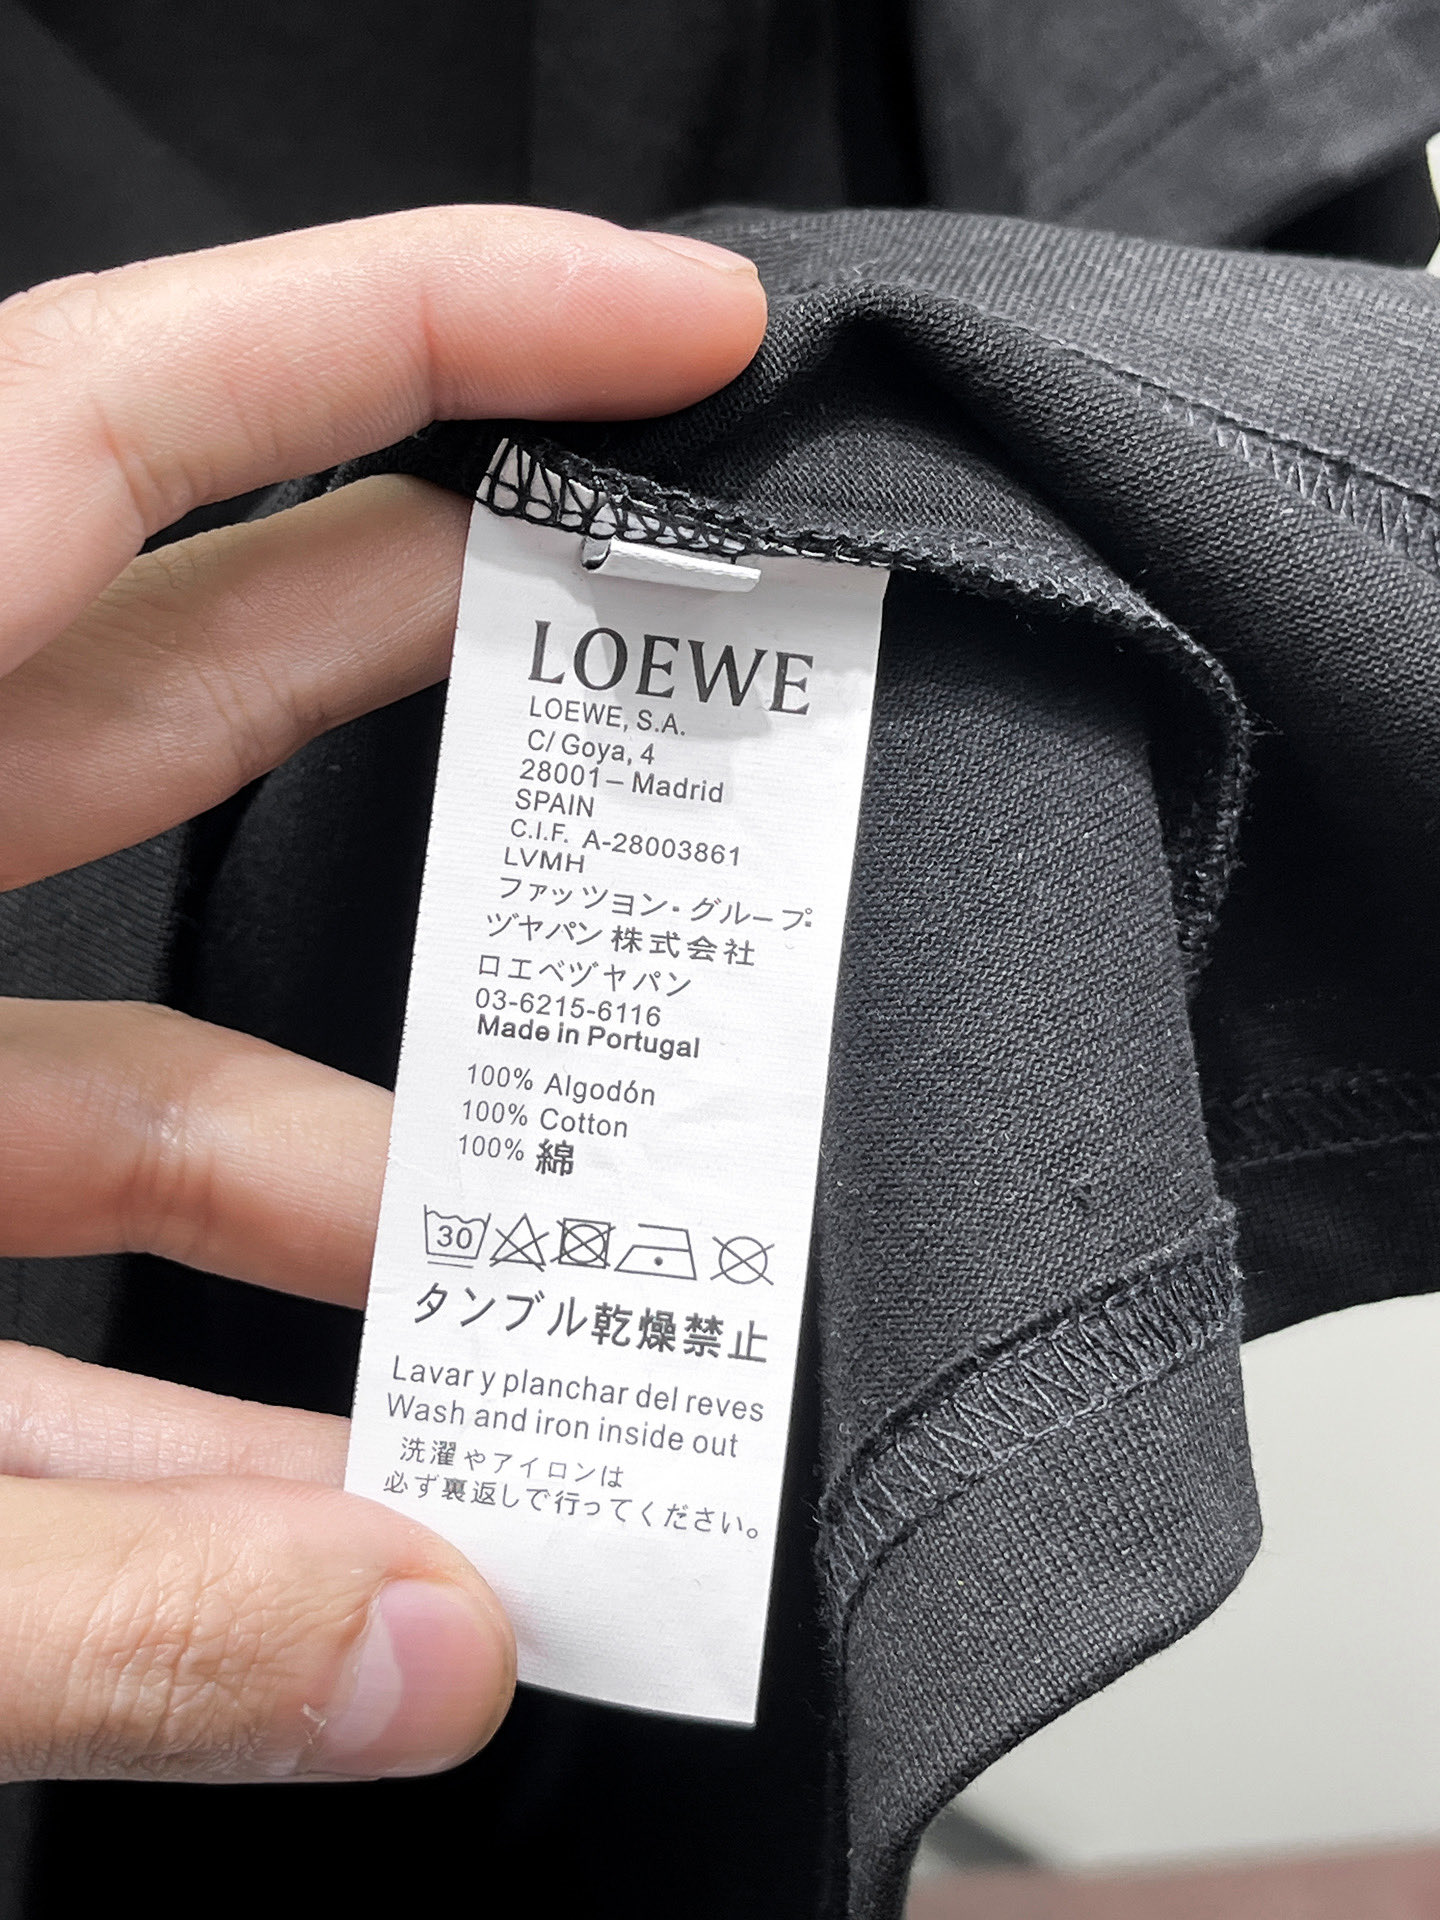 LOEWE
LOEWE, S.A.
C/ Goya, 4
28001 – Madrid
SPAIN
C.I.F. A-28003861
LVMH
ファッツヨン・グループ・
ヅヤパン 株式会社
ロエベヅヤパン
03-6215-6116
Made in Portugal
100% Algodón
100% Cotton
100% 綿
30
タンブル乾燥禁止
Lavar y planchar del reves
Wash and iron inside out
洗濯やアイロンは
必ず裏返しで行ってください。